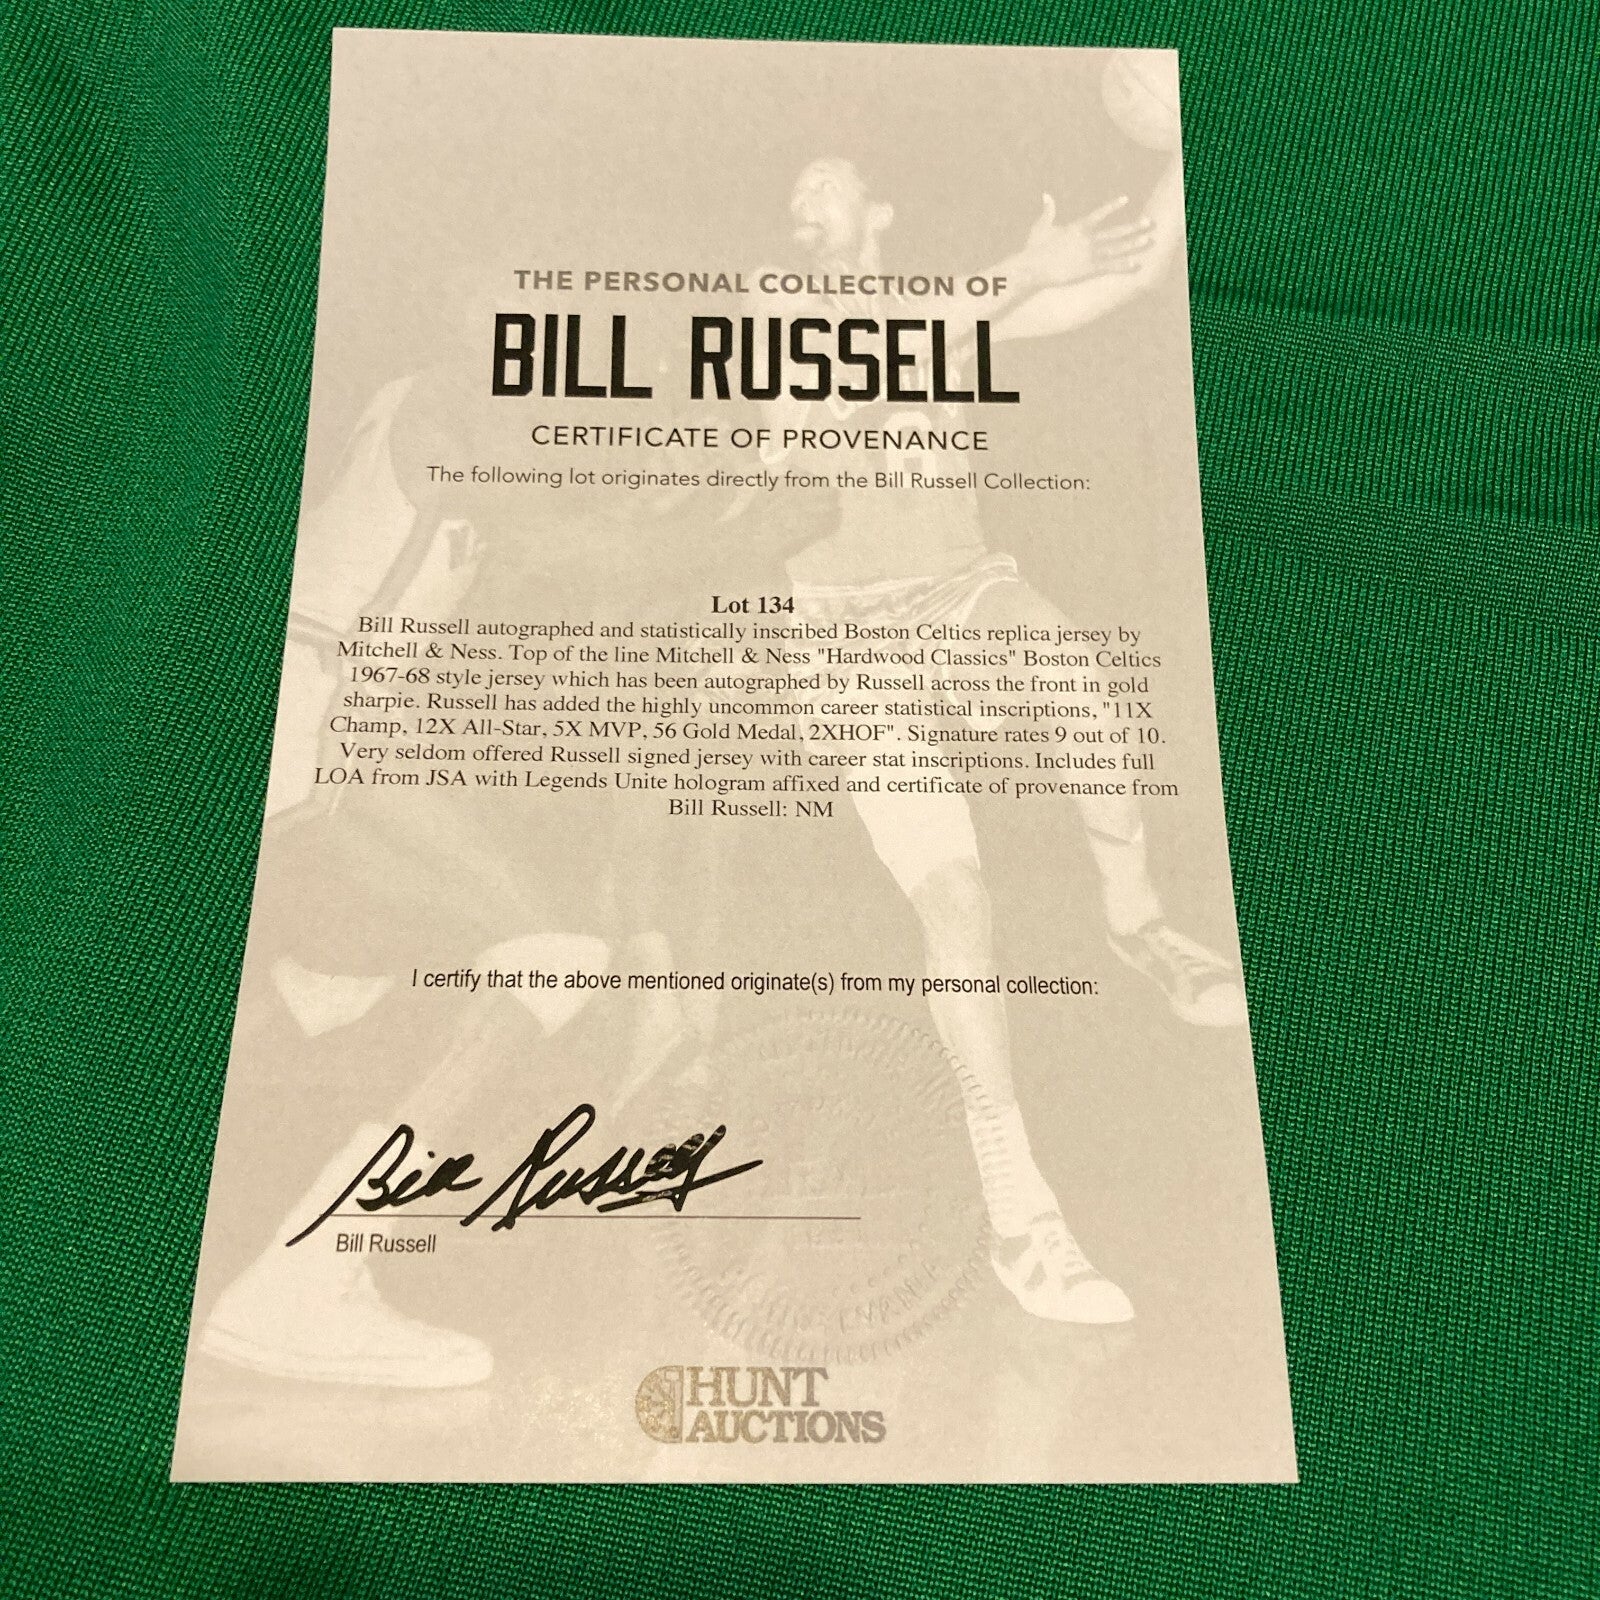 THE PERSONAL COLLECTION OF
BILL RUSSELL
CERTIFICATE OF PROVENANCE
The following lot originates directly from the Bill Russell Collection:
Lot 134
Bill Russell autographed and statistically inscribed Boston Celtics replica jersey by
Mitchell & Ness. Top of the line Mitchell & Ness "Hardwood Classics" Boston Celtics
1967-68 style jersey which has been autographed by Russell across the front in gold
sharpie. Russell has added the highly uncommon career statistical inscriptions, "11X
Champ, 12X All-Star, 5X MVP, 56 Gold Medal, 2XHOF". Signature rates 9 out of 10.
Very seldom offered Russell signed jersey with career stat inscriptions. Includes full
LOA from JSA with Legends Unite hologram affixed and certificate of provenance from
Bill Russell: NM
I certify that the above mentioned originate(s) from my personal collection:
Bill Russell
Bill Russell
HUNT
AUCTIONS